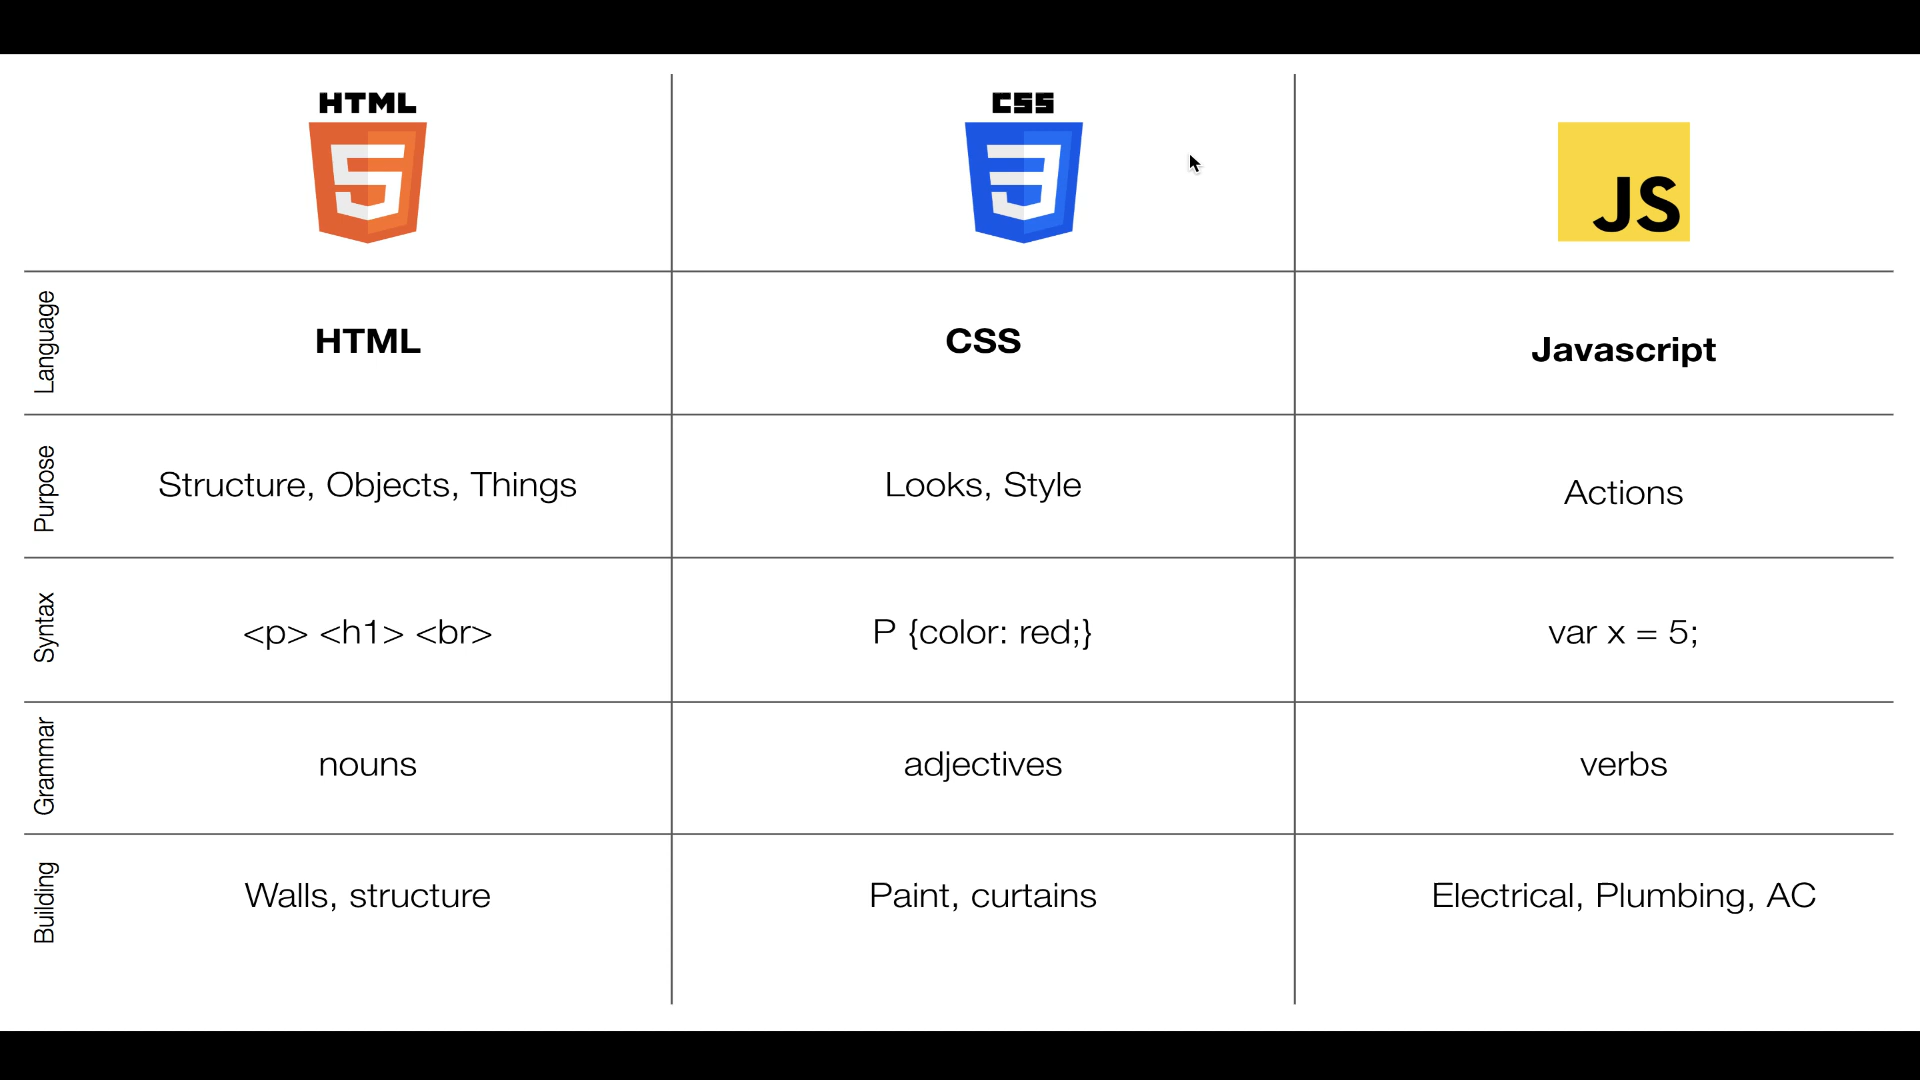 HTML
CSS
JS
Language
HTML
CSS
Javascript
Purpose
Structure, Objects, Things
Looks, Style
Actions
Syntax
<p> <h1> <br>
P {color: red;}
var x = 5;
Grammar
nouns
adjectives
verbs
Building
Walls, structure
Paint, curtains
Electrical, Plumbing, AC